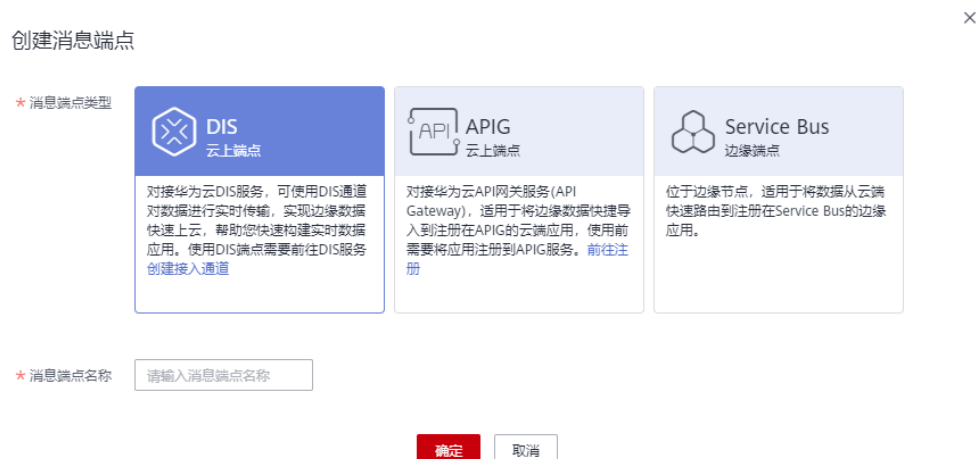 ×
创建消息端点
* 消息端点类型
DIS
云上端点
对接华为云DIS服务，可使用DIS通道
对数据进行实时传输，实现边缘数据
快速上云，帮助您快速构建实时数据
应用。使用DIS端点需要前往DIS服务
创建接入通道
API
APIG
云上端点
对接华为云API网关服务(API
Gateway)，适用于将边缘数据快捷导
入到注册在APIG的云端应用，使用前
需要将应用注册到APIG服务。前往注
册
Service Bus
边缘端点
位于边缘节点，适用于将数据从云端
快速路由到注册在Service Bus的边缘
应用。
* 消息端点名称
请输入消息端点名称
确定
取消